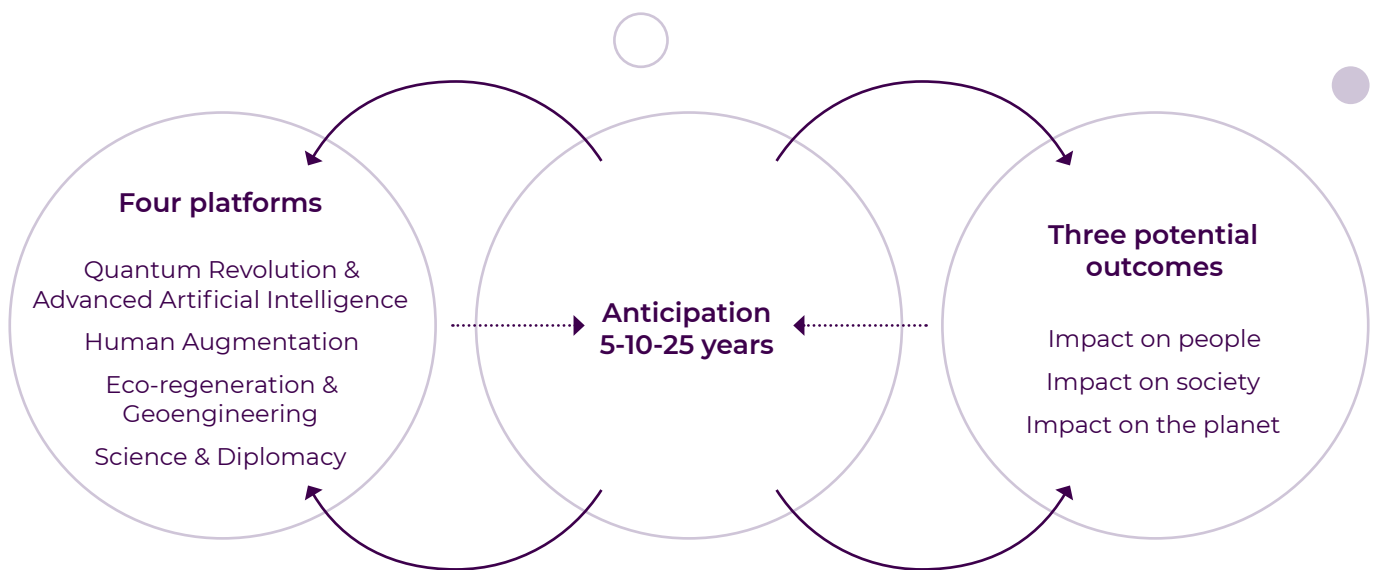 Four platforms
Quantum Revolution &
Advanced Artificial Intelligence
Human Augmentation
Eco-regeneration &
Geoengineering
Science & Diplomacy
Anticipation
5-10-25 years
Three potential
outcomes
Impact on people
Impact on society
Impact on the planet